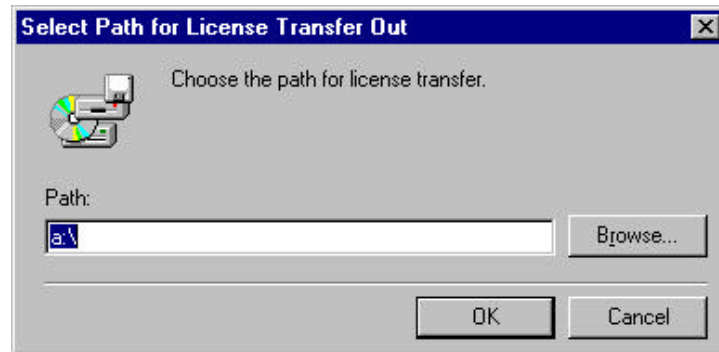 Select Path for License Transfer Out
Choose the path for license transfer.
Path:
a:\
Browse...
OK
Cancel